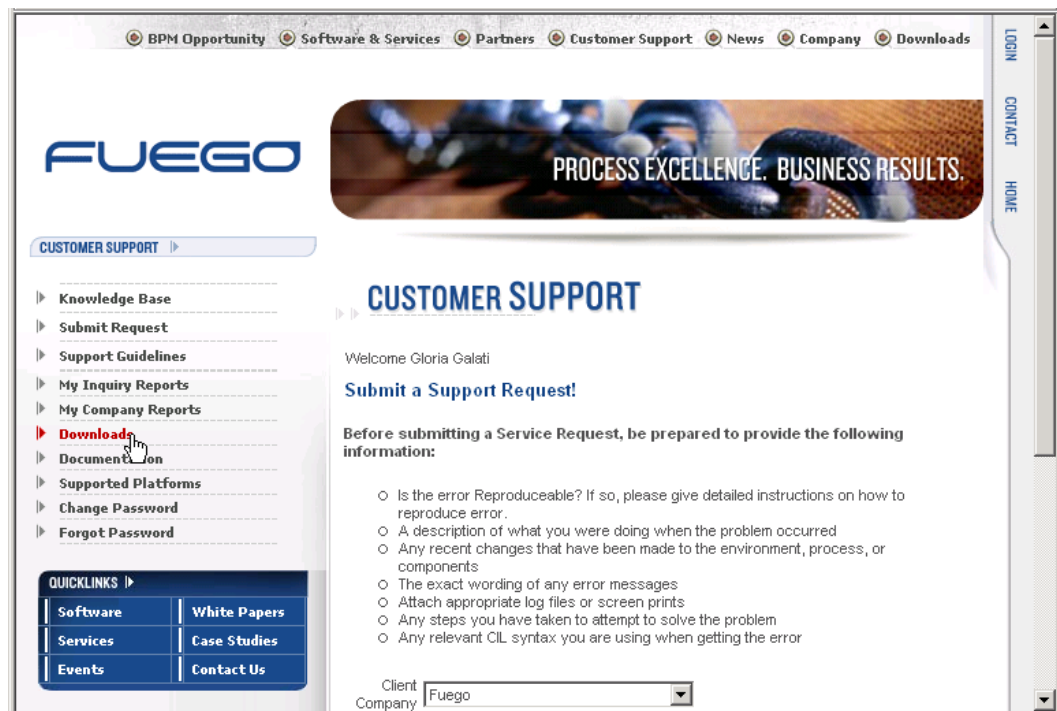 BPM Opportunity Software & Services Partners Customer Support News Company Downloads
LOGIN
CONTACT
HOME
FUEGO
PROCESS EXCELLENCE. BUSINESS RESULTS.
CUSTOMER SUPPORT
Knowledge Base
Submit Request
Support Guidelines
My Inquiry Reports
My Company Reports
Downloads
Documentation
Supported Platforms
Change Password
Forgot Password
QUICKLINKS
Software White Papers
Services Case Studies
Events Contact Us
CUSTOMER SUPPORT
Welcome Gloria Galati
Submit a Support Request!
Before submitting a Service Request, be prepared to provide the following
information:
Is the error Reproduceable? If so, please give detailed instructions on how to
reproduce error.
A description of what you were doing when the problem occurred
Any recent changes that have been made to the environment, process, or
components
The exact wording of any error messages
Attach appropriate log files or screen prints
Any steps you have taken to attempt to solve the problem
Any relevant CIL syntax you are using when getting the error
Client
Company Fuego